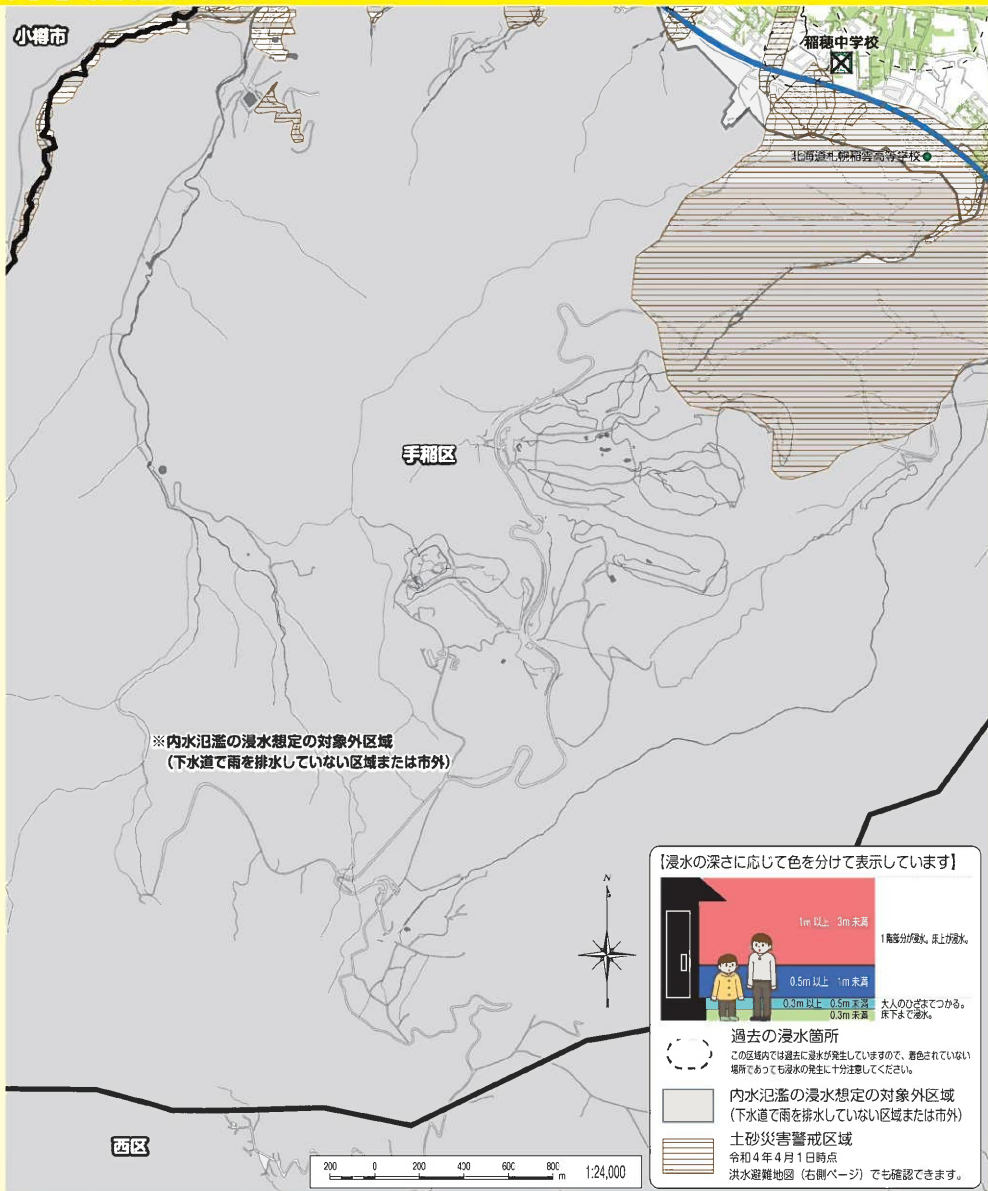 小樽市
稲穂中学校
北海道札幌稲雲高等学校
手稲区
※内水氾濫の浸水想定の対象外区域
(下水道で雨を排水していない区域または市外)
西区
N
200 0 200 400 600 800 m 1:24,000
【浸水の深さに応じて色を分けて表示しています】
1m 以上 3m 未満
1階部分が浸水。床上が浸水。
0.5m 以上 1m 未満
0.3m 以上 0.5m 未満 大人のひざまでつかる。
0.3m 未満 床下まで浸水。
過去の浸水箇所
この区域内では過去に浸水が発生していますので、着色されていない
場所であっても浸水の発生に十分注意してください。
内水氾濫の浸水想定の対象外区域
(下水道で雨を排水していない区域または市外)
土砂災害警戒区域
令和4年4月1日時点
洪水避難地図(右側ページ)でも確認できます。